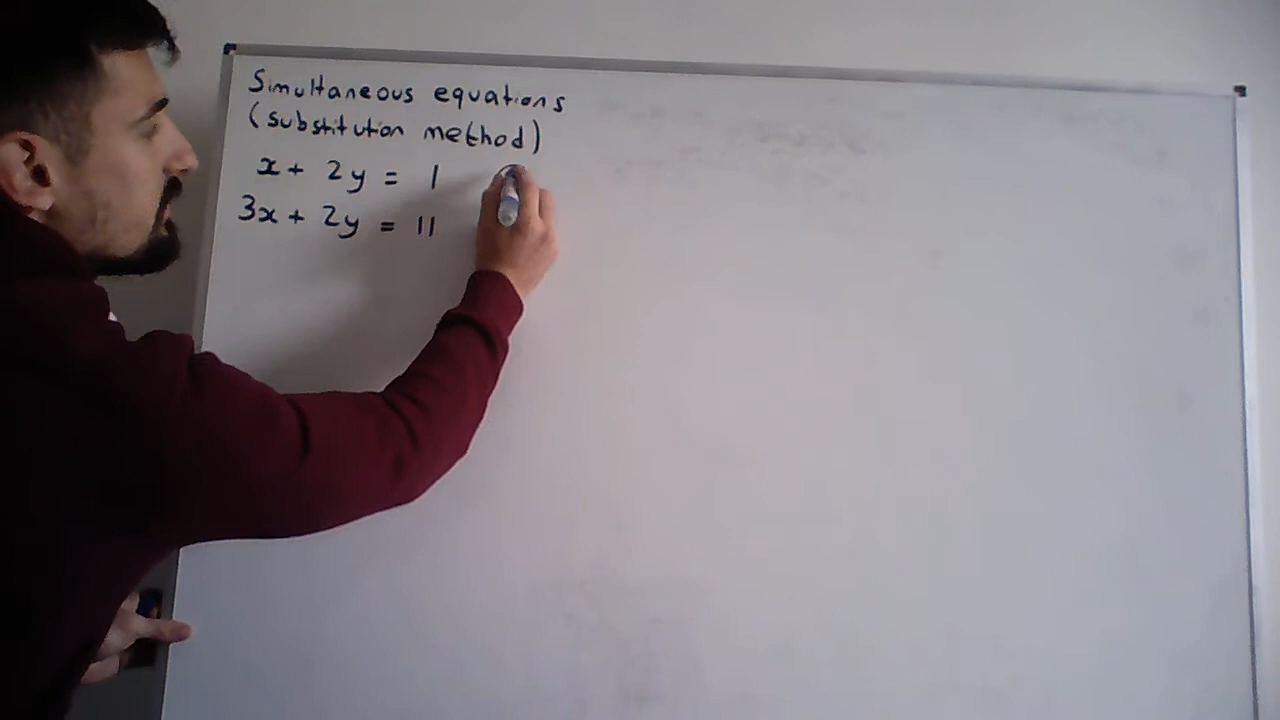 Simultaneous equations
(substitution method)
x + 2y = 1
3x + 2y = 11